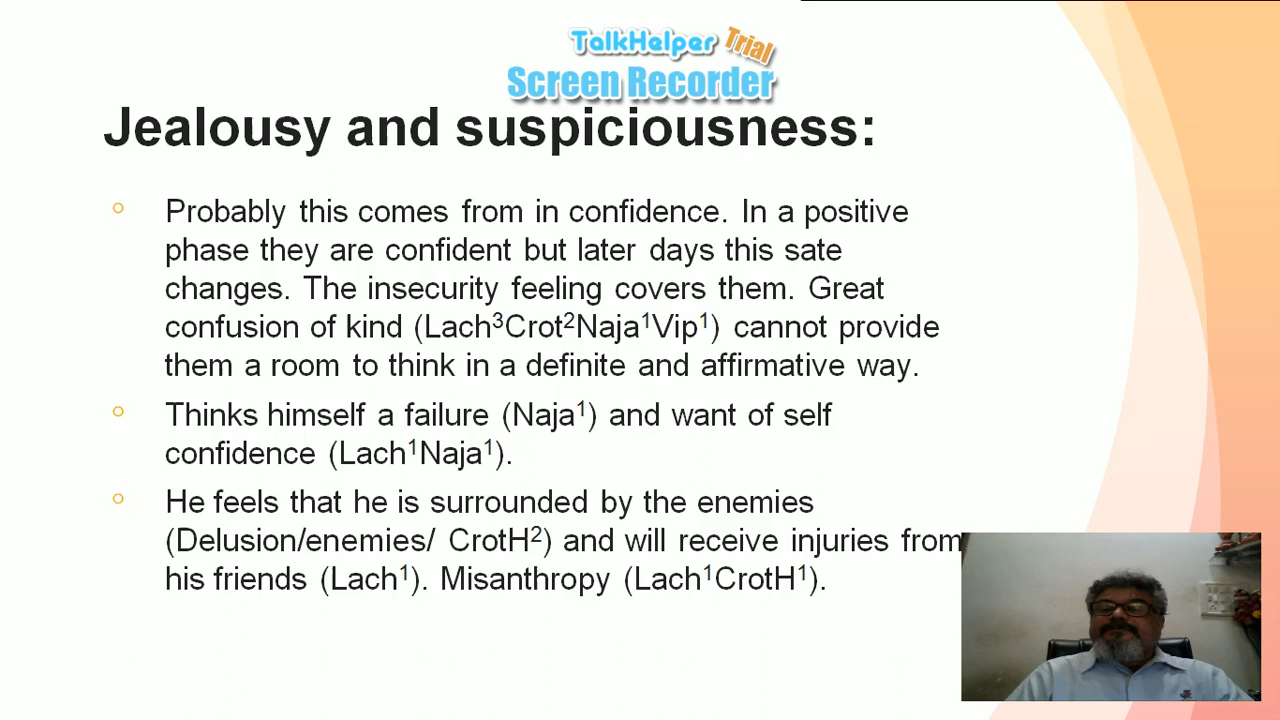 TalkHelper Trial
Screen Recorder
Jealousy and suspiciousness:
Probably this comes from in confidence. In a positive
phase they are confident but later days this sate
changes. The insecurity feeling covers them. Great
confusion of kind (Lach³Crot²Naja¹Vip¹) cannot provide
them a room to think in a definite and affirmative way.
Thinks himself a failure (Naja¹) and want of self
confidence (Lach¹Naja¹).
He feels that he is surrounded by the enemies
(Delusion/enemies/ CrotH²) and will receive injuries from
his friends (Lach¹). Misanthropy (Lach¹CrotH¹).